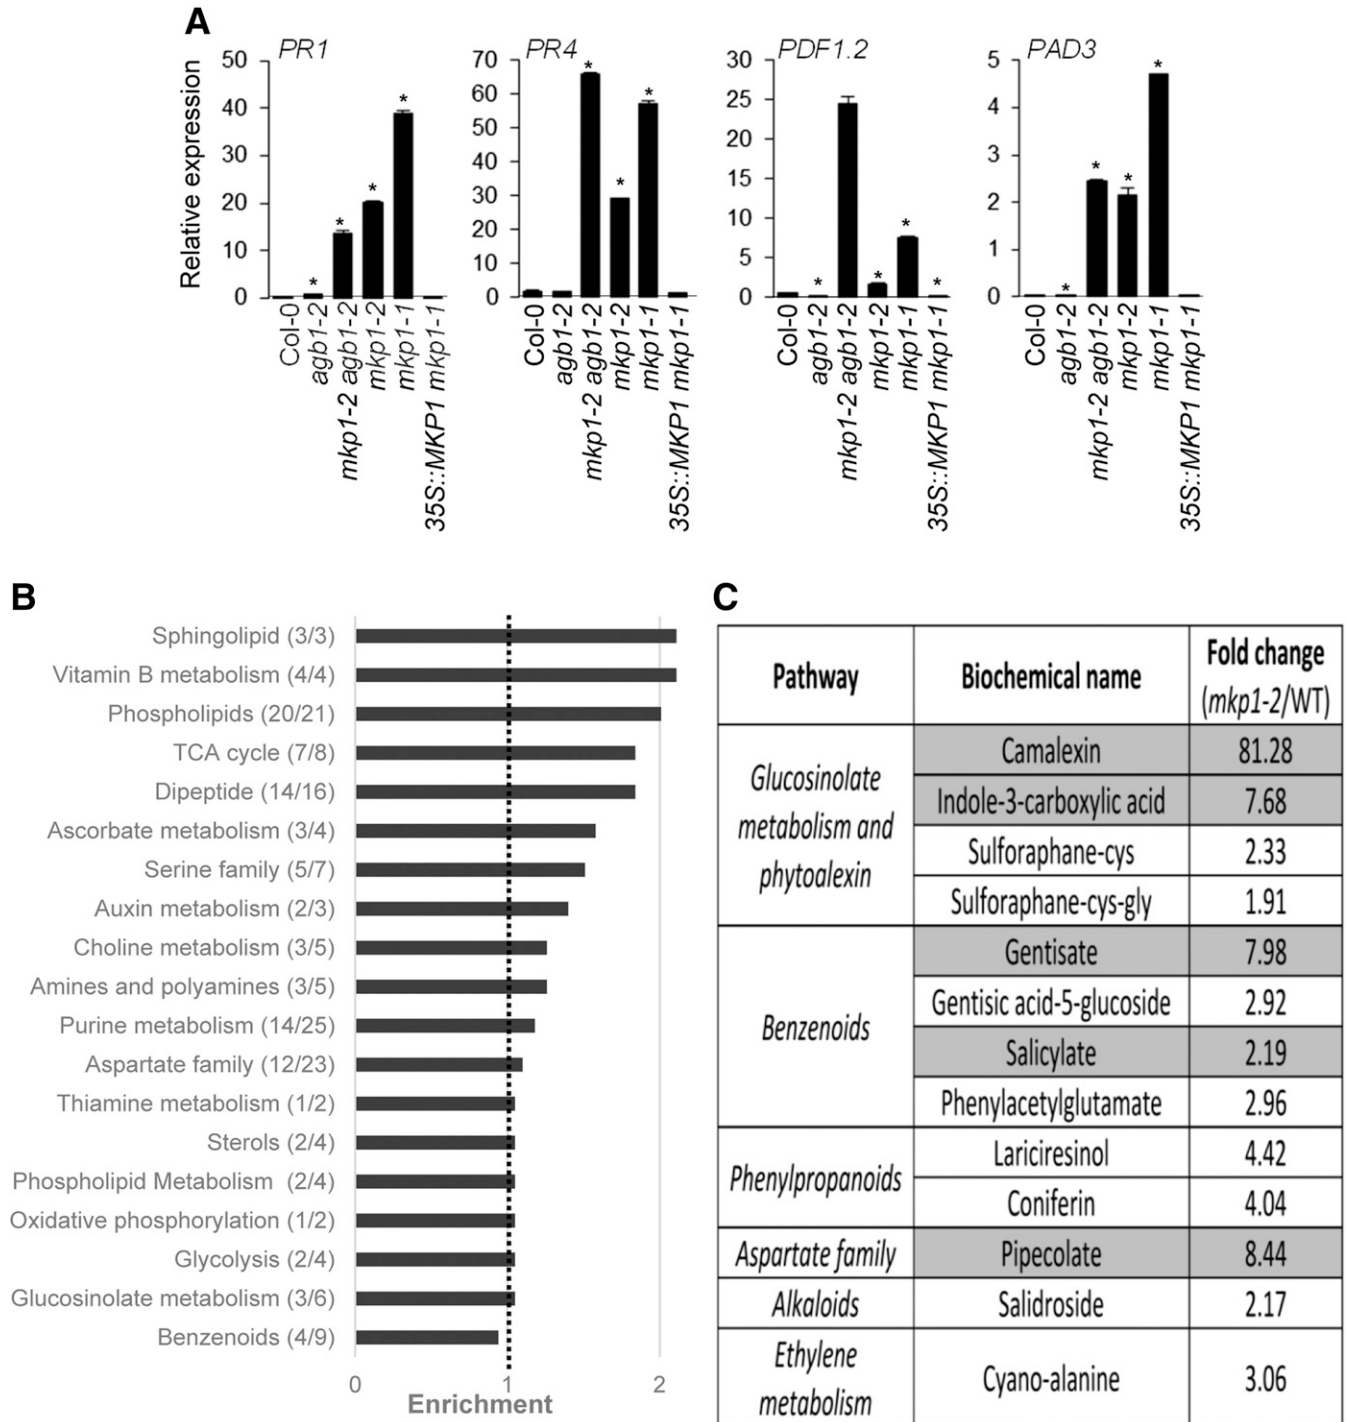 A
PR1
PR4
PDF1.2
PAD3
Relative expression
50
40
30
20
10
0
* * * *
Col-0
agb1-2
mkp1-2 agb1-2
mkp1-2
mkp1-1
35S::MKP1 mkp1-1
70
60
50
40
30
20
10
0
* * *
Col-0
agb1-2
mkp1-2 agb1-2
mkp1-2
mkp1-1
35S::MKP1 mkp1-1
30
25
20
15
10
5
0
* * * *
Col-0
agb1-2
mkp1-2 agb1-2
mkp1-2
mkp1-1
35S::MKP1 mkp1-1
5
4
3
2
1
0
* * * *
Col-0
agb1-2
mkp1-2 agb1-2
mkp1-2
mkp1-1
35S::MKP1 mkp1-1
B
Sphingolipid (3/3)
Vitamin B metabolism (4/4)
Phospholipids (20/21)
TCA cycle (7/8)
Dipeptide (14/16)
Ascorbate metabolism (3/4)
Serine family (5/7)
Auxin metabolism (2/3)
Choline metabolism (3/5)
Amines and polyamines (3/5)
Purine metabolism (14/25)
Aspartate family (12/23)
Thiamine metabolism (1/2)
Sterols (2/4)
Phospholipid Metabolism (2/4)
Oxidative phosphorylation (1/2)
Glycolysis (2/4)
Glucosinolate metabolism (3/6)
Benzenoids (4/9)
0 1 2
Enrichment
C
Pathway Biochemical name Fold change
(mkp1-2/WT)
Glucosinolate
metabolism and
phytoalexin
Camalexin 81.28
Indole-3-carboxylic acid 7.68
Sulforaphane-cys 2.33
Sulforaphane-cys-gly 1.91
Benzenoids
Gentisate 7.98
Gentisic acid-5-glucoside 2.92
Salicylate 2.19
Phenylacetylglutamate 2.96
Phenylpropanoids
Lariciresinol 4.42
Coniferin 4.04
Aspartate family Pipecolate 8.44
Alkaloids Salidroside 2.17
Ethylene
metabolism
Cyano-alanine 3.06